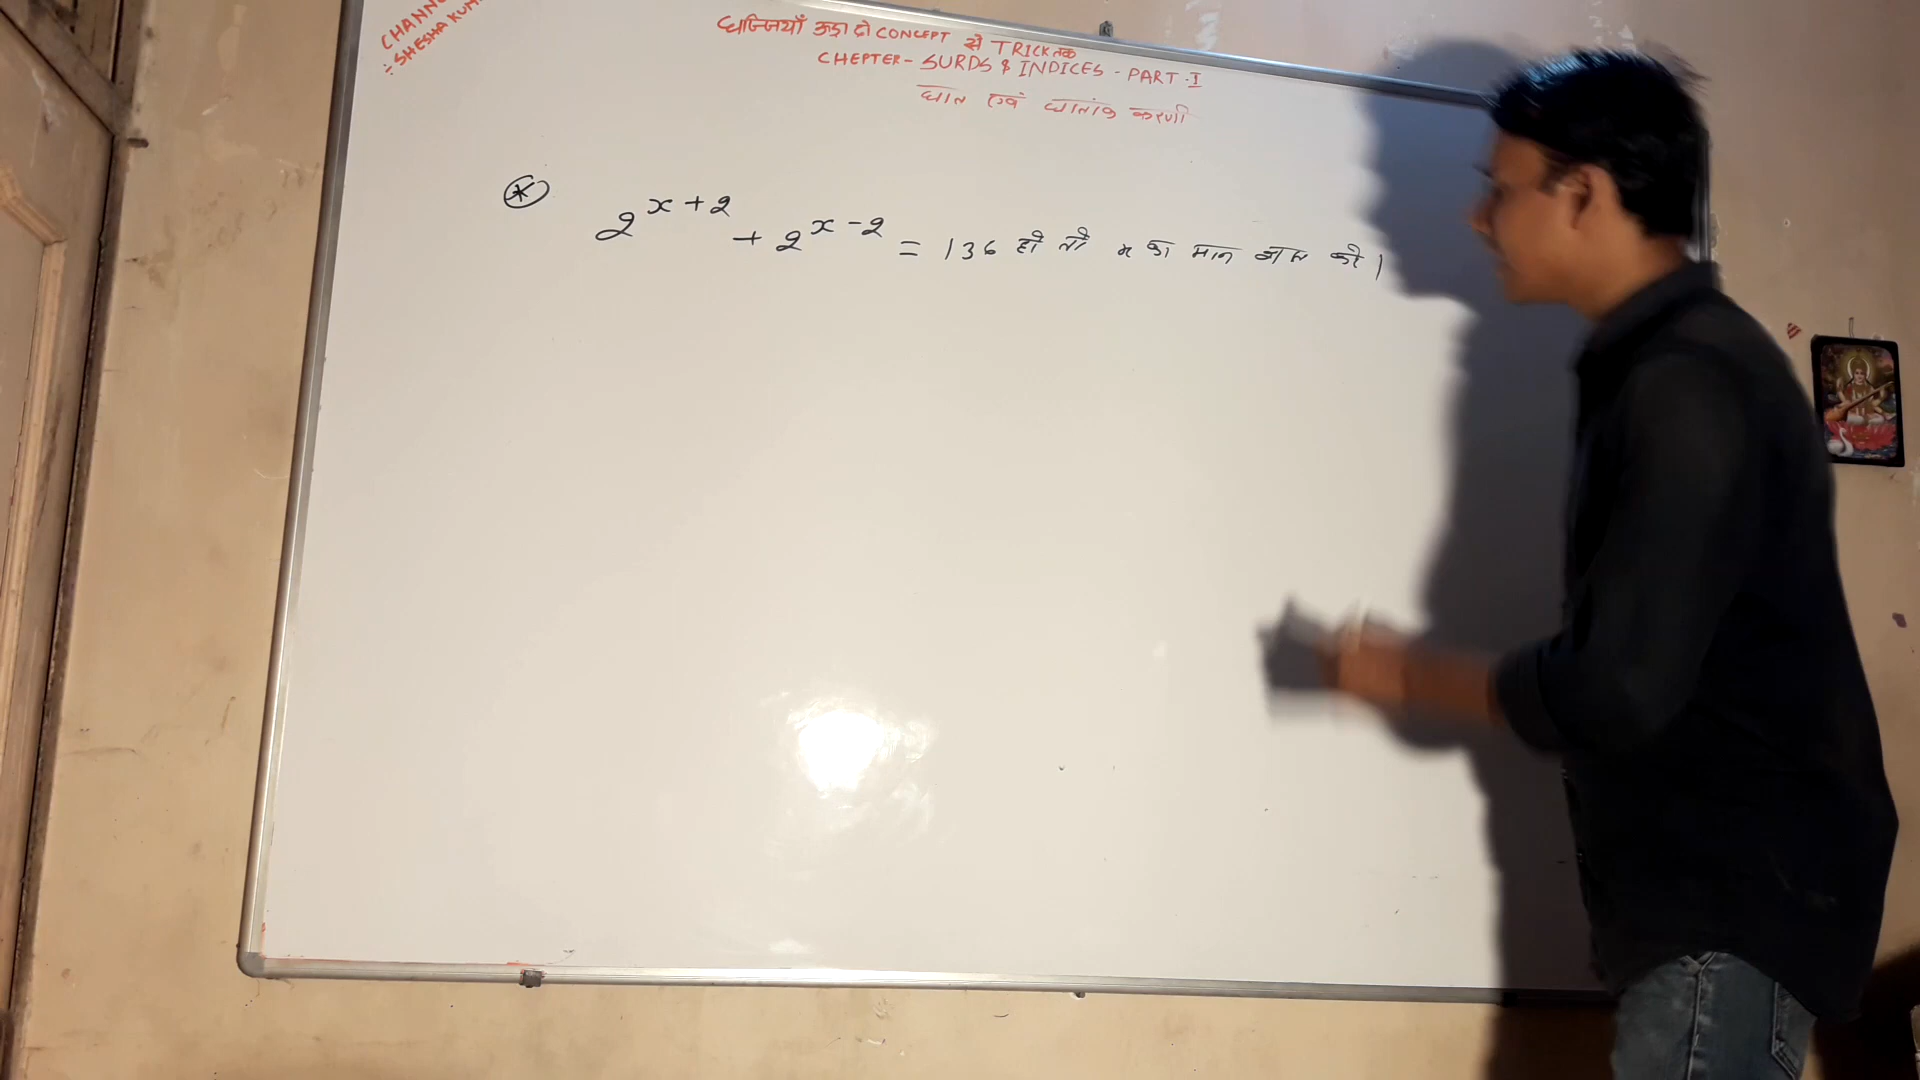 CHANN
:- SHESHA KUM
धज्जियाँ उड़ा दो CONCEPT से TRICK तक
CHEPTER - SURDS & INDICES - PART - I
घात एवं घातांक करणी
* 2^(x+2) + 2^(x-2) = 136 हो तो x का मान ज्ञात करो।